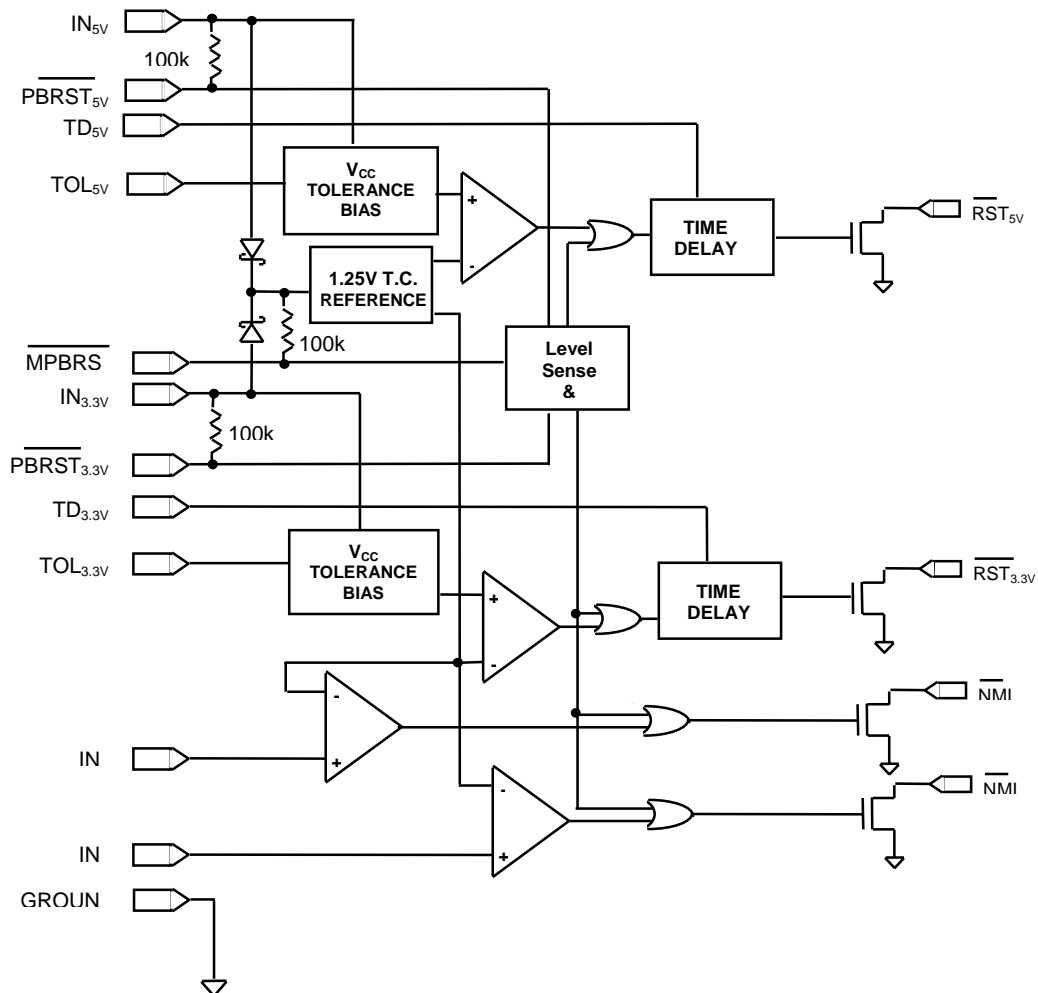 IN5V
100k
PBRST5V
TD5V
TOL5V
VCC
TOLERANCE
BIAS
+
-
TIME
DELAY
RST5V
1.25V T.C.
REFERENCE
100k
MPBRS
Level
Sense
&
IN3.3V
100k
PBRST3.3V
TD3.3V
TOL3.3V
VCC
TOLERANCE
BIAS
+
-
TIME
DELAY
RST3.3V
-
+
NMI
IN
-
+
NMI
IN
GROUN